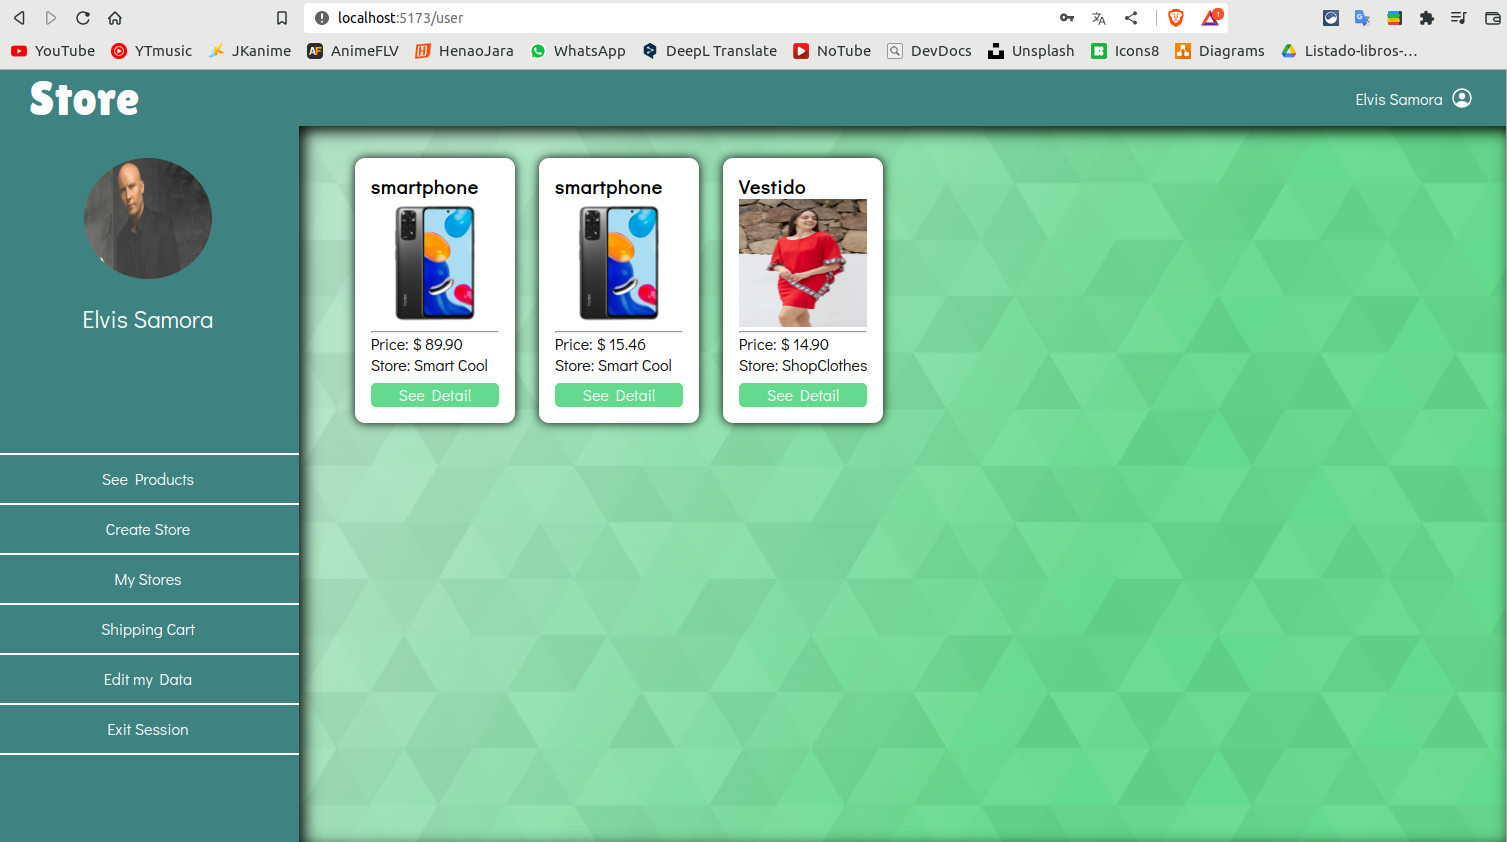 localhost:5173/user
1
YouTube
YTmusic
JKanime
AF AnimeFLV
HenaoJara
WhatsApp
DeepL Translate
NoTube
DevDocs
Unsplash
Icons8
Diagrams
Listado-libros-...
Store
Elvis Samora
Elvis Samora
See Products
Create Store
My Stores
Shipping Cart
Edit my Data
Exit Session
smartphone
Price: $ 89.90
Store: Smart Cool
See Detail
smartphone
Price: $ 15.46
Store: Smart Cool
See Detail
Vestido
Price: $ 14.90
Store: ShopClothes
See Detail